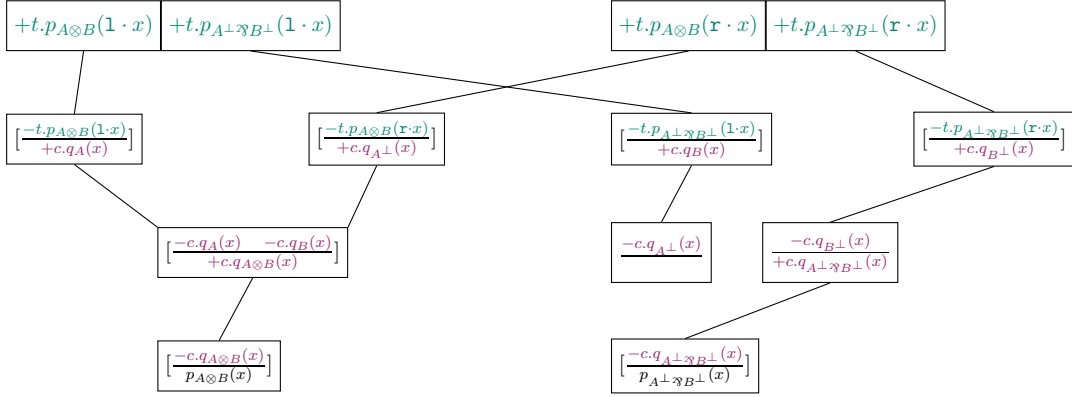 +t.p_{A⊗B}(l · x) +t.p_{A^⊥⅋B^⊥}(l · x) +t.p_{A⊗B}(r · x) +t.p_{A^⊥⅋B^⊥}(r · x)
[−t.p_{A⊗B}(l·x) [−t.p_{A⊗B}(r·x) [−t.p_{A^⊥⅋B^⊥}(l·x) [−t.p_{A^⊥⅋B^⊥}(r·x)
+c.q_A(x)] +c.q_{A^⊥}(x)] +c.q_B(x)] +c.q_{B^⊥}(x)]
[−c.q_A(x) −c.q_B(x) −c.q_{A^⊥}(x) −c.q_{B^⊥}(x)
+c.q_{A⊗B}(x)] +c.q_{A^⊥⅋B^⊥}(x)
[−c.q_{A⊗B}(x) [−c.q_{A^⊥⅋B^⊥}(x)
p_{A⊗B}(x)] p_{A^⊥⅋B^⊥}(x)]